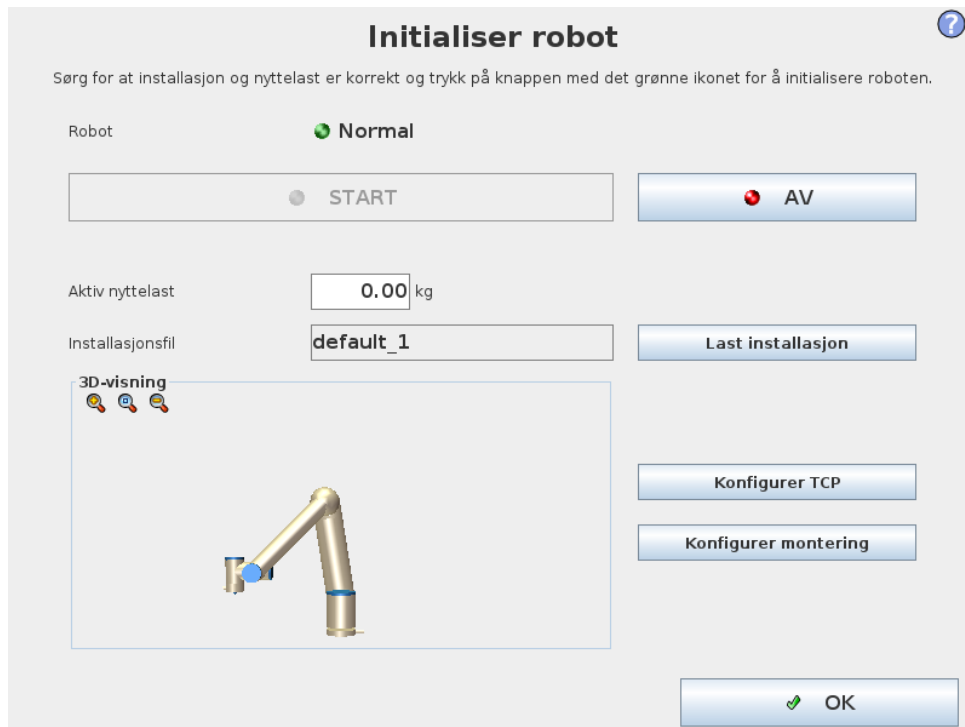 Initialiser robot
?
Sørg for at installasjon og nyttelast er korrekt og trykk på knappen med det grønne ikonet for å initialisere roboten.
Robot
Normal
START
AV
Aktiv nyttelast
0.00 kg
Installasjonsfil
default_1
Last installasjon
3D-visning
Konfigurer TCP
Konfigurer montering
OK